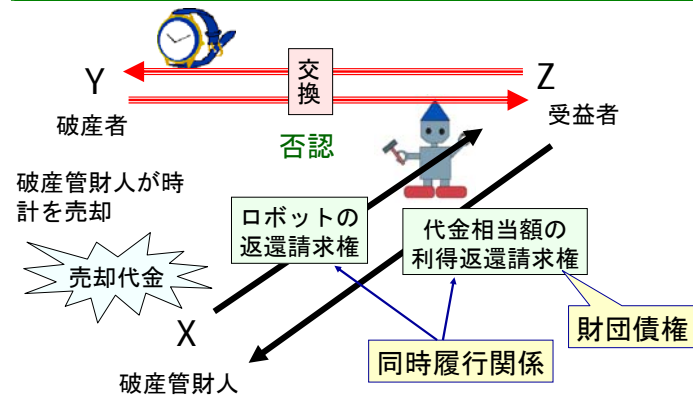 交
換
Y
Z
破産者
受益者
否認
破産管財人が時
計を売却
ロボットの
返還請求権
代金相当額の
利得返還請求権
売却代金
財団債権
X
同時履行関係
破産管財人